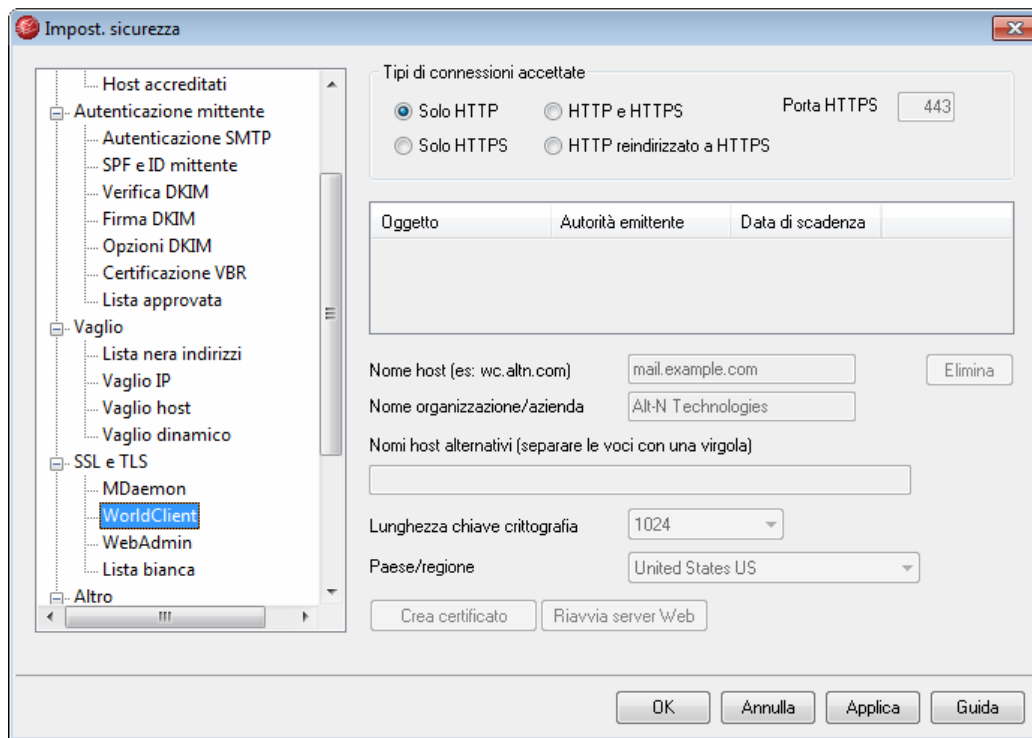 Impost. sicurezza
Host accreditati
Autenticazione mittente
Autenticazione SMTP
SPF e ID mittente
Verifica DKIM
Firma DKIM
Opzioni DKIM
Certificazione VBR
Lista approvata
Vaglio
Lista nera indirizzi
Vaglio IP
Vaglio host
Vaglio dinamico
SSL e TLS
MDaemon
WorldClient
WebAdmin
Lista bianca
Altro
Tipi di connessioni accettate
Solo HTTP HTTP e HTTPS Porta HTTPS 443
Solo HTTPS HTTP reindirizzato a HTTPS
Oggetto Autorità emittente Data di scadenza
Nome host (es: wc.altn.com) mail.example.com Elimina
Nome organizzazione/azienda Alt-N Technologies
Nomi host alternativi (separare le voci con una virgola)
Lunghezza chiave crittografia 1024
Paese/regione United States US
Crea certificato Riavvia server Web
OK Annulla Applica Guida